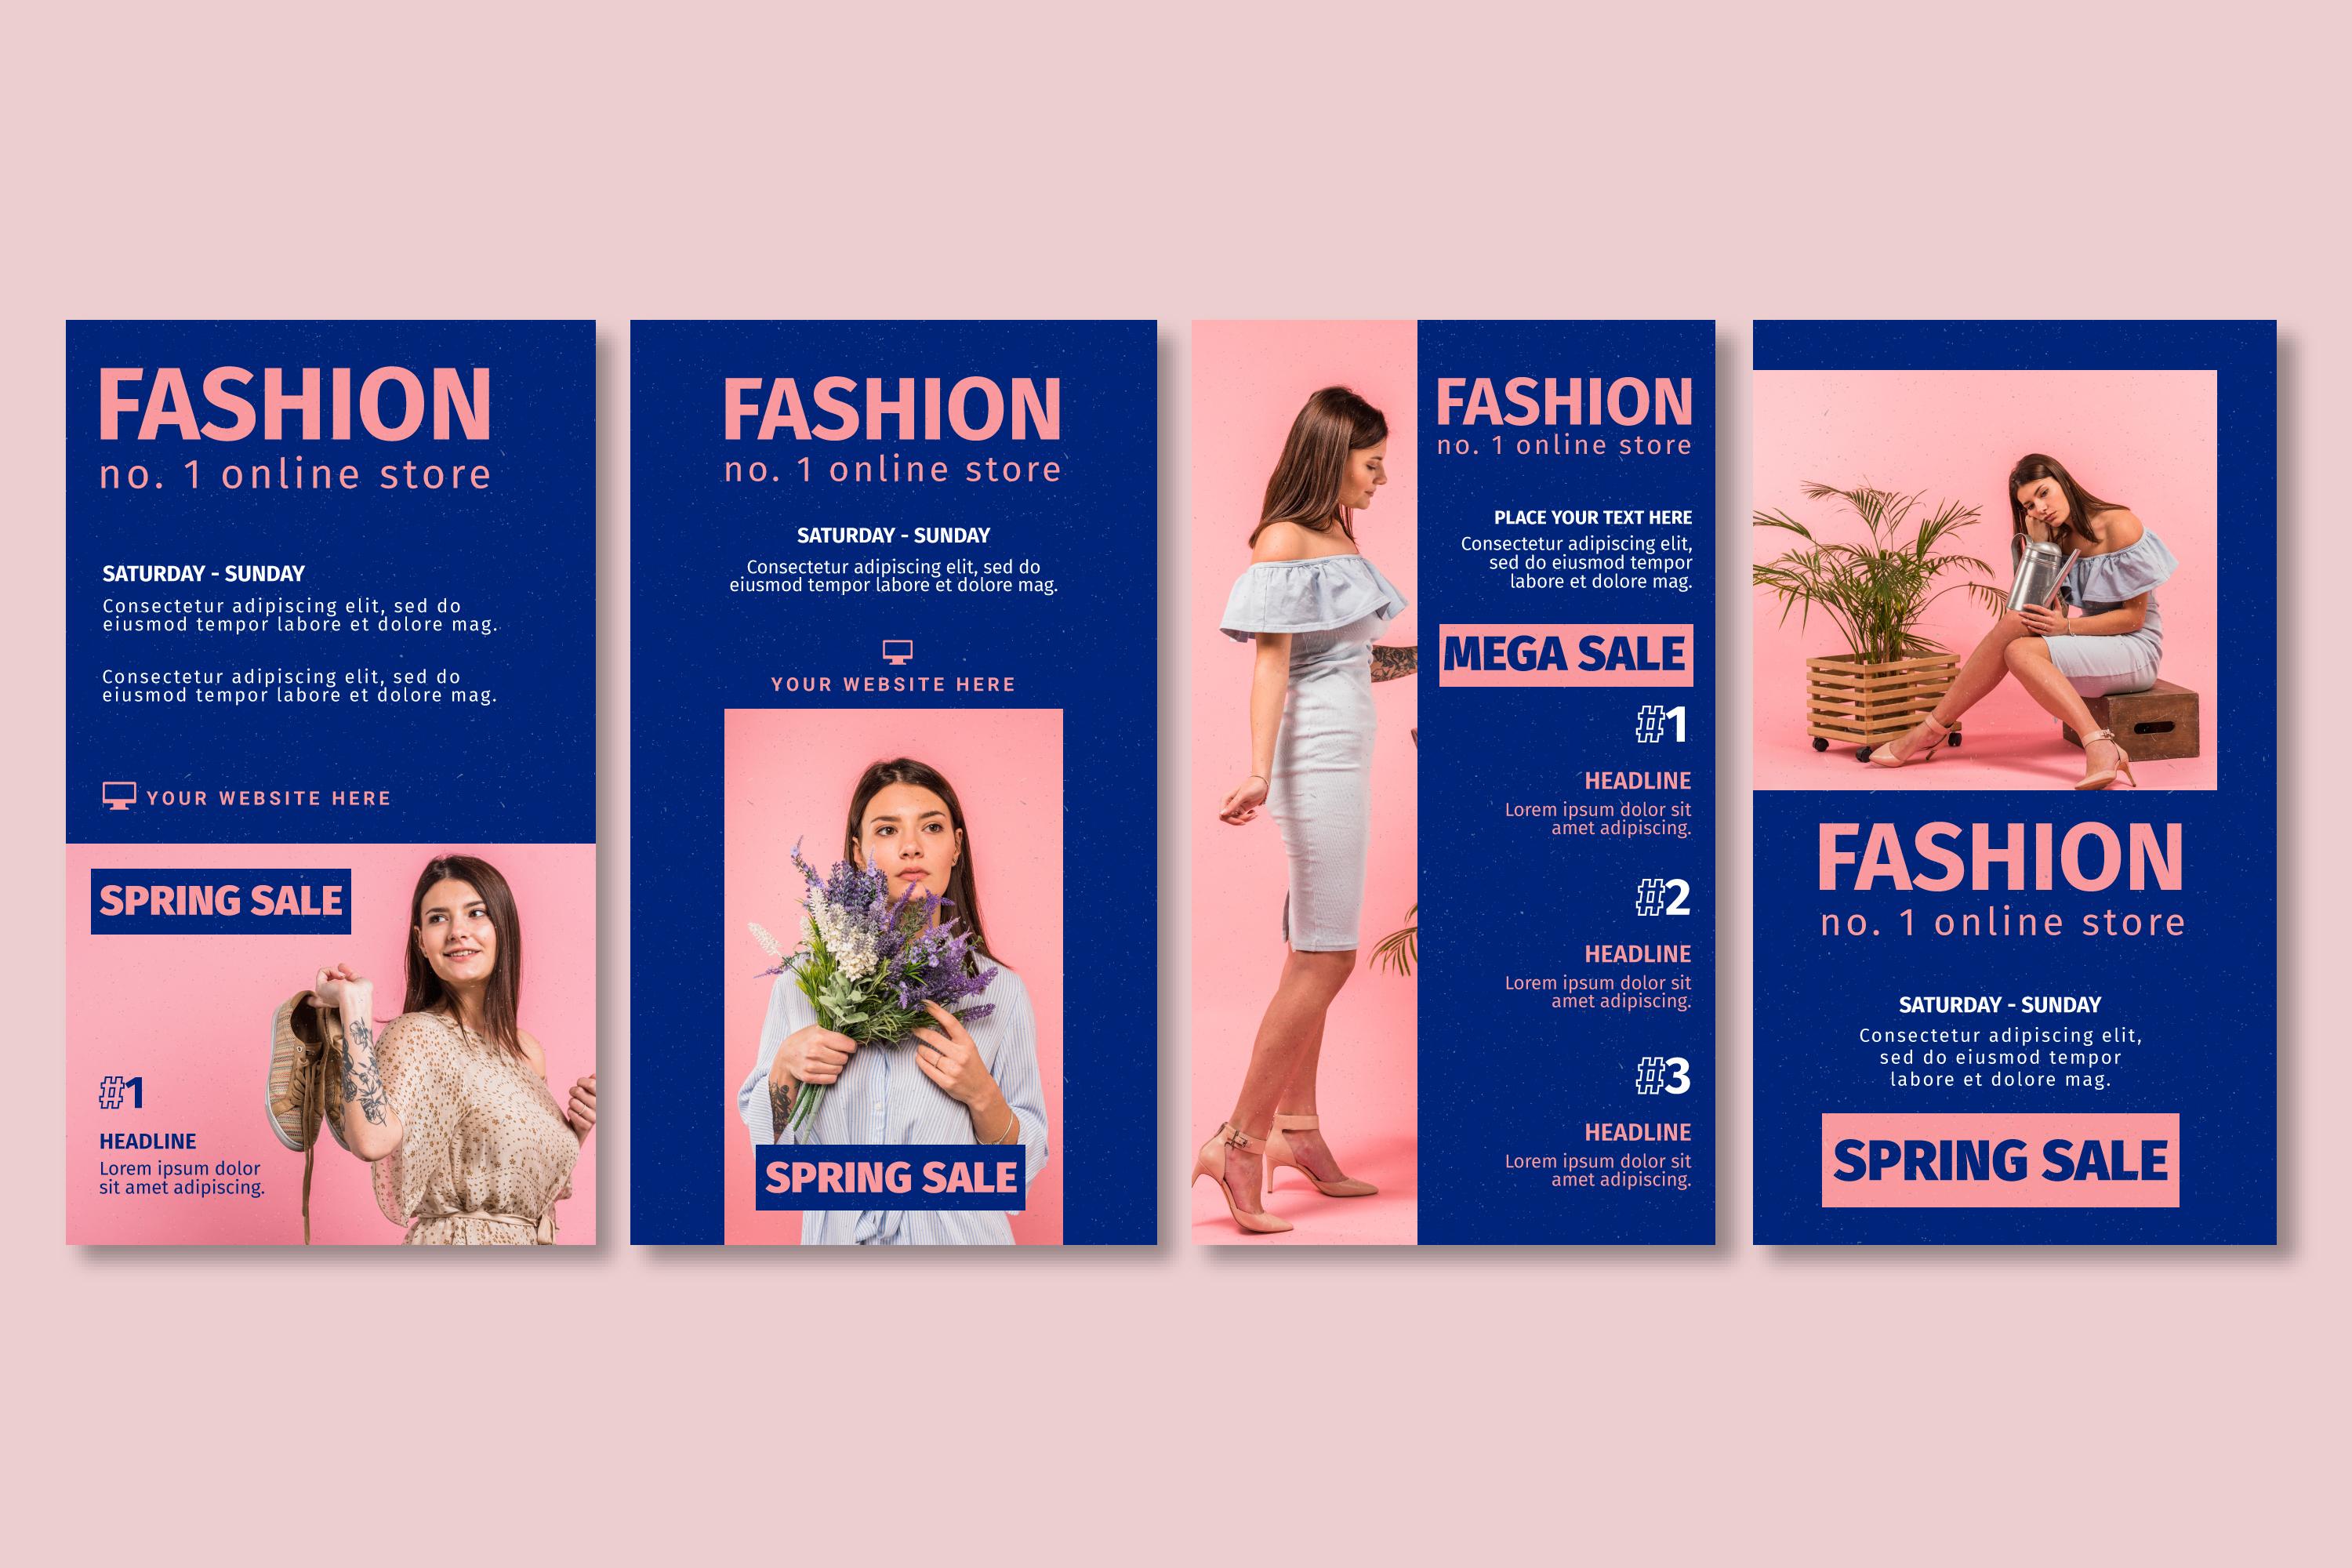 FASHION
no. 1 online store
SATURDAY - SUNDAY
Consectetur adipiscing elit, sed do
eiusmod tempor labore et dolore mag.
Consectetur adipiscing elit, sed do
eiusmod tempor labore et dolore mag.
YOUR WEBSITE HERE
SPRING SALE
#1
HEADLINE
Lorem ipsum dolor
sit amet adipiscing.
FASHION
no. 1 online store
SATURDAY - SUNDAY
Consectetur adipiscing elit, sed do
eiusmod tempor labore et dolore mag.
YOUR WEBSITE HERE
SPRING SALE
FASHION
no. 1 online store
PLACE YOUR TEXT HERE
Consectetur adipiscing elit,
sed do eiusmod tempor
labore et dolore mag.
MEGA SALE
#1
HEADLINE
Lorem ipsum dolor sit
amet adipiscing.
#2
HEADLINE
Lorem ipsum dolor sit
amet adipiscing.
#3
HEADLINE
Lorem ipsum dolor sit
amet adipiscing.
FASHION
no. 1 online store
SATURDAY - SUNDAY
Consectetur adipiscing elit,
sed do eiusmod tempor
labore et dolore mag.
SPRING SALE